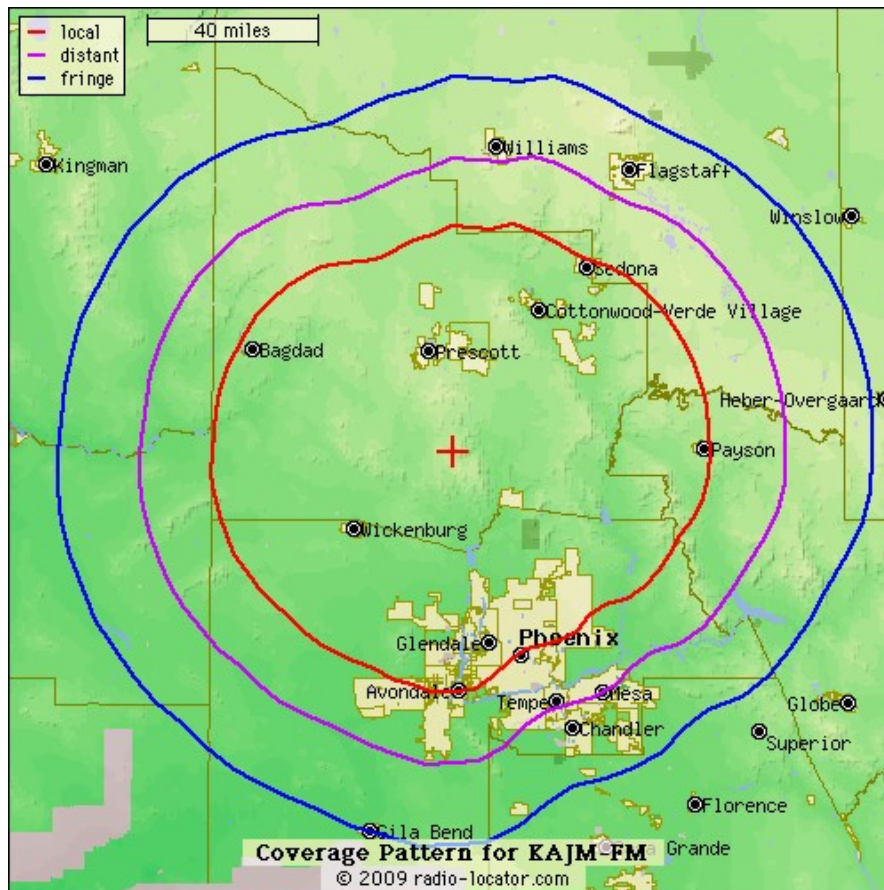 local
distant
fringe
40 miles
Williams
Kingman
Flagstaff
Winslow
Sedona
Cottonwood-Verde Village
Bagdad
Prescott
Heber-Overgaard
Payson
Wickenburg
Glendale
Phoenix
Avondale
Tempe
Mesa
Globe
Chandler
Superior
Florence
Gila Bend
Grande
Coverage Pattern for KAJM-FM
© 2009 radio-locator.com